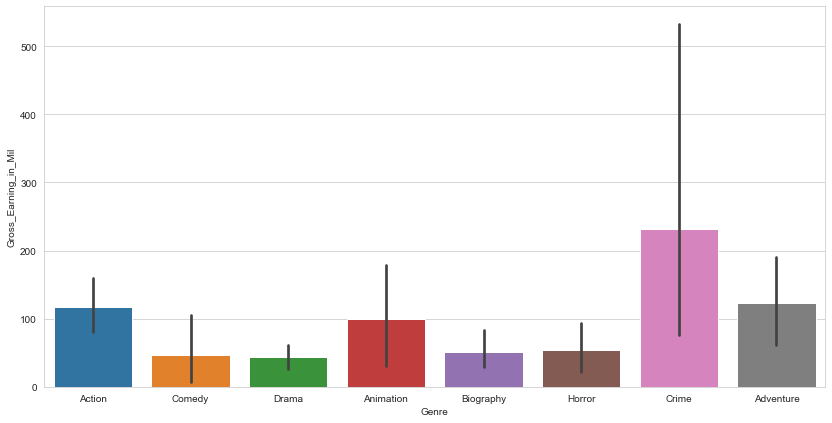 Gross_Earning_in_Mil
500
400
300
200
100
0
Action Comedy Drama Animation Biography Horror Crime Adventure
Genre